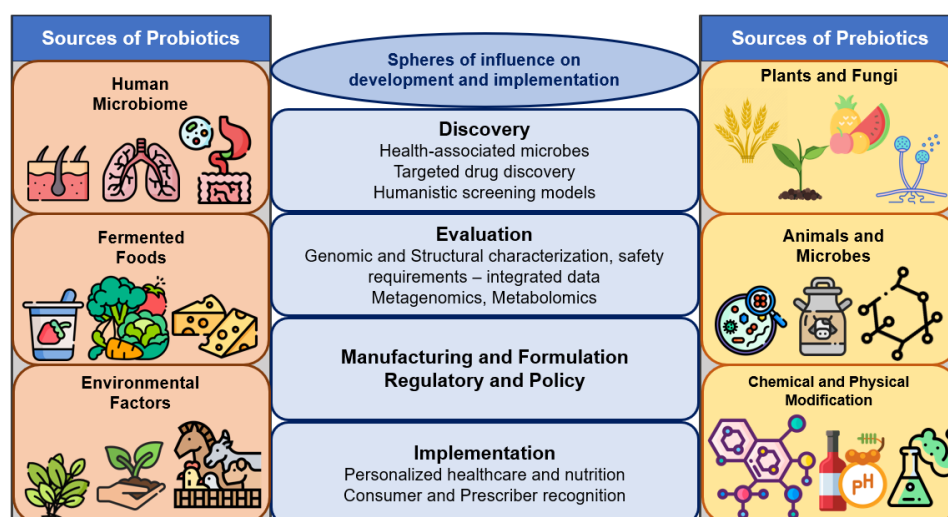 Sources of Probiotics
Human
Microbiome
Fermented
Foods
Environmental
Factors
Spheres of influence on
development and implementation
Discovery
Health-associated microbes
Targeted drug discovery
Humanistic screening models
Evaluation
Genomic and Structural characterization, safety
requirements – integrated data
Metagenomics, Metabolomics
Manufacturing and Formulation
Regulatory and Policy
Implementation
Personalized healthcare and nutrition
Consumer and Prescriber recognition
Sources of Prebiotics
Plants and Fungi
Animals and
Microbes
Chemical and Physical
Modification
pH